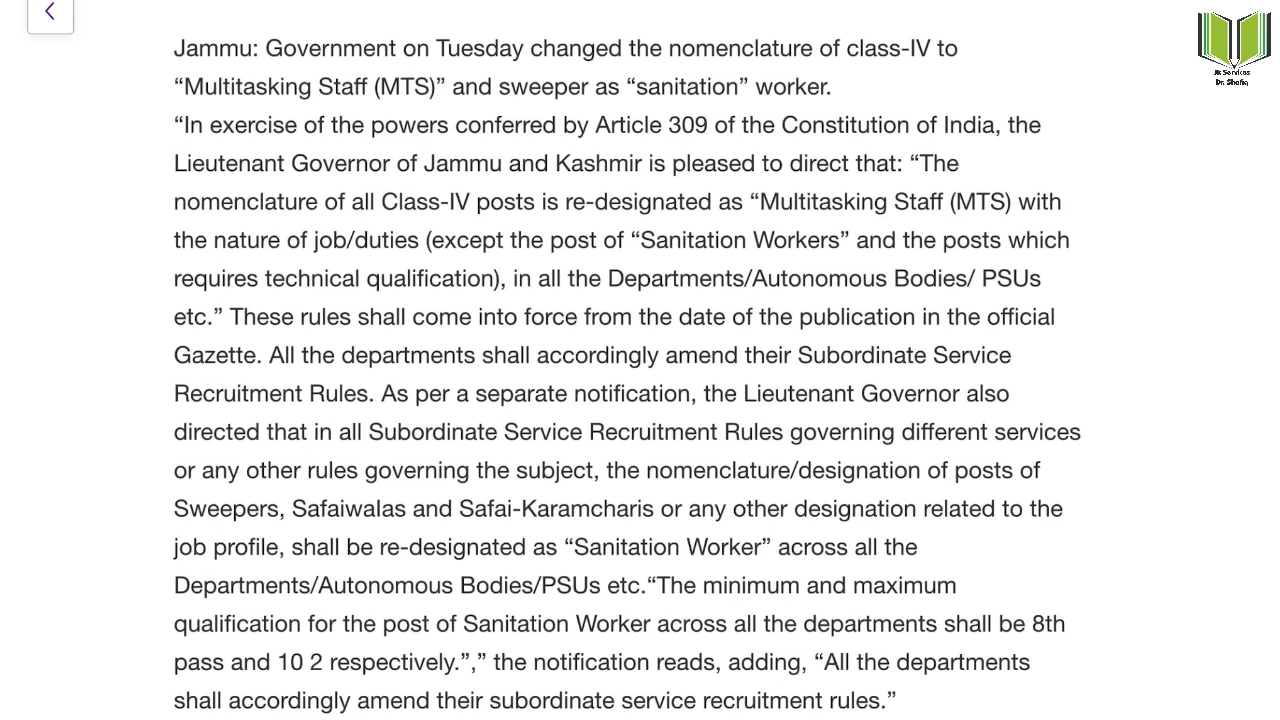 Jammu: Government on Tuesday changed the nomenclature of class-IV to
“Multitasking Staff (MTS)” and sweeper as “sanitation” worker.
“In exercise of the powers conferred by Article 309 of the Constitution of India, the
Lieutenant Governor of Jammu and Kashmir is pleased to direct that: “The
nomenclature of all Class-IV posts is re-designated as “Multitasking Staff (MTS) with
the nature of job/duties (except the post of “Sanitation Workers” and the posts which
requires technical qualification), in all the Departments/Autonomous Bodies/ PSUs
etc.” These rules shall come into force from the date of the publication in the official
Gazette. All the departments shall accordingly amend their Subordinate Service
Recruitment Rules. As per a separate notification, the Lieutenant Governor also
directed that in all Subordinate Service Recruitment Rules governing different services
or any other rules governing the subject, the nomenclature/designation of posts of
Sweepers, Safaiwalas and Safai-Karamcharis or any other designation related to the
job profile, shall be re-designated as “Sanitation Worker” across all the
Departments/Autonomous Bodies/PSUs etc.“The minimum and maximum
qualification for the post of Sanitation Worker across all the departments shall be 8th
pass and 10 2 respectively.”,” the notification reads, adding, “All the departments
shall accordingly amend their subordinate service recruitment rules.”
Jk Services
Dr. Shafiq